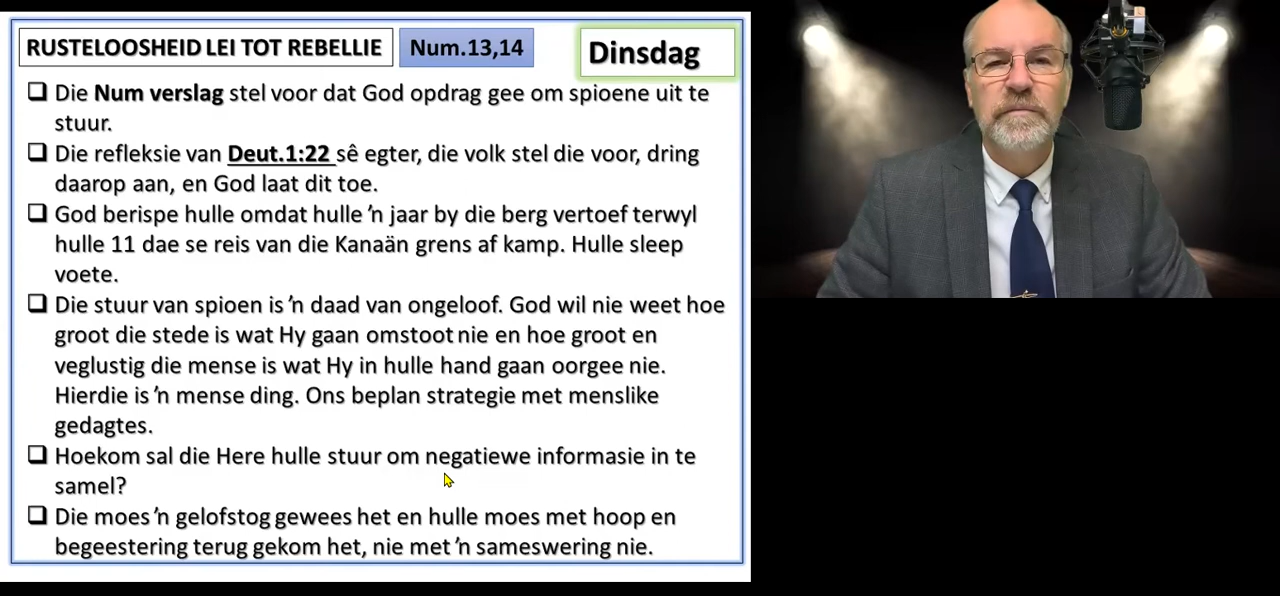 RUSTELOOSHEID LEI TOT REBELLIE
Num.13,14
Dinsdag
Die Num verslag stel voor dat God opdrag gee om spioene uit te
stuur.
Die refleksie van Deut.1:22 sê egter, die volk stel die voor, dring
daarop aan, en God laat dit toe.
God berispe hulle omdat hulle 'n jaar by die berg vertoef terwyl
hulle 11 dae se reis van die Kanaän grens af kamp. Hulle sleep
voete.
Die stuur van spioen is 'n daad van ongeloof. God wil nie weet hoe
groot die stede is wat Hy gaan omstoot nie en hoe groot en
veglustig die mense is wat Hy in hulle hand gaan oorgee nie.
Hierdie is 'n mense ding. Ons beplan strategie met menslike
gedagtes.
Hoekom sal die Here hulle stuur om negatiewe informasie in te
samel?
Die moes 'n gelofstog gewees het en hulle moes met hoop en
begeestering terug gekom het, nie met 'n sameswering nie.